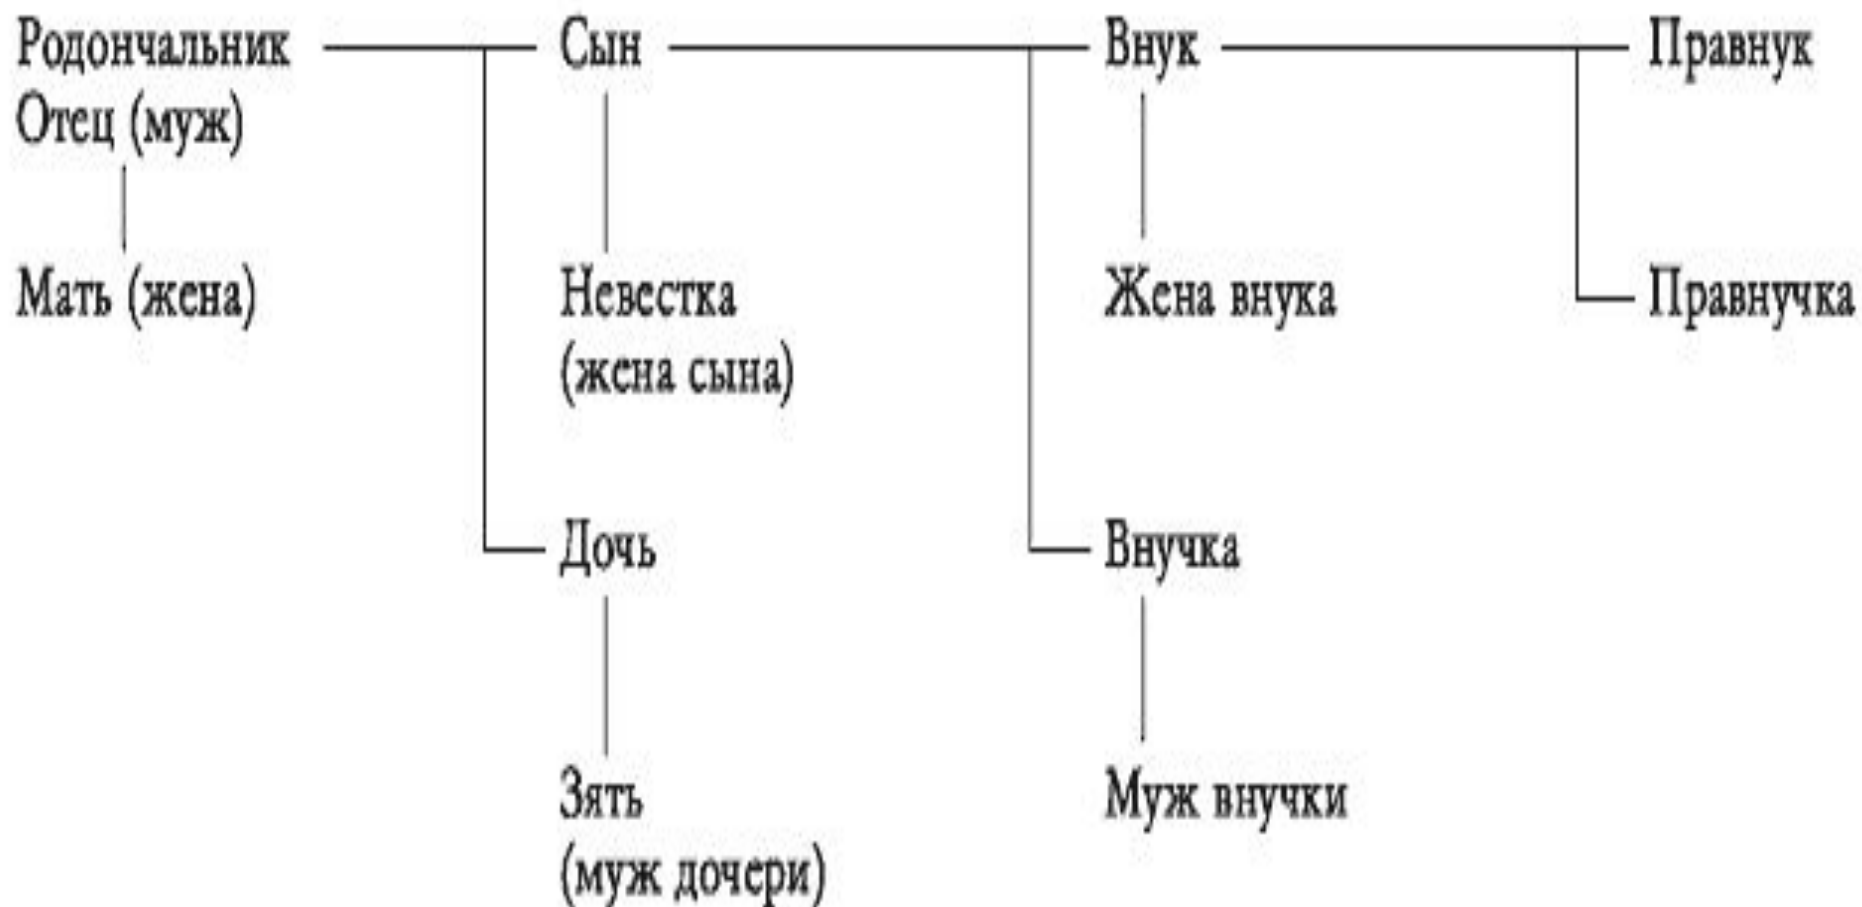 Родончальник
Сын
Внук
Правнук
Отец (муж)
Мать (жена)
Невестка
(жена сына)
Жена внука
Правнучка
Дочь
Внучка
Зять
(муж дочери)
Муж внучки